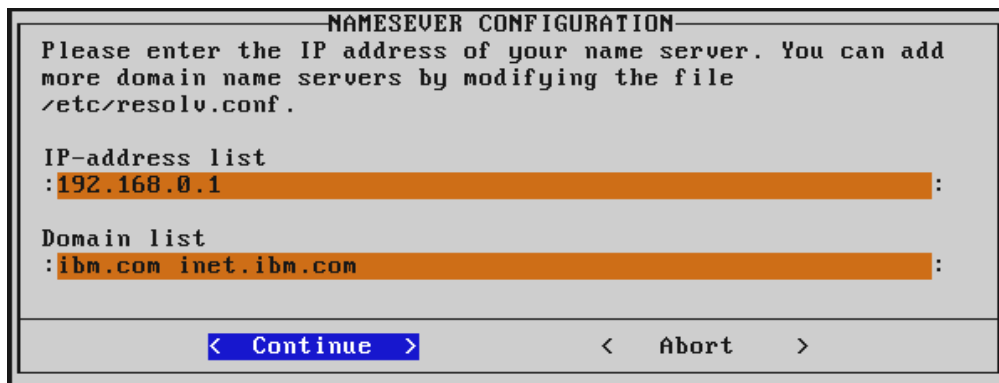 NAMESEVER CONFIGURATION
Please enter the IP address of your name server. You can add
more domain name servers by modifying the file
/etc/resolv.conf.
IP-address list
:192.168.0.1 :
Domain list
:ibm.com inet.ibm.com :
< Continue > < Abort >